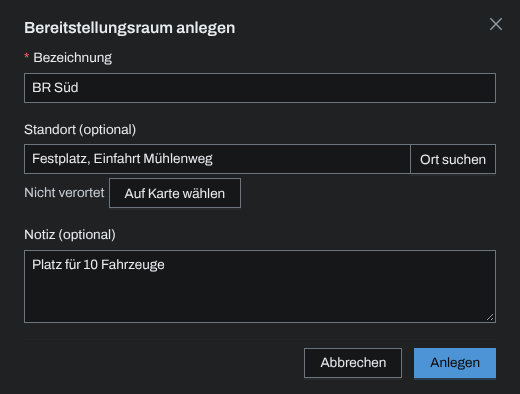 Bereitstellungsraum anlegen
* Bezeichnung
BR Süd
Standort (optional)
Festplatz, Einfahrt Mühlenweg
Ort suchen
Nicht verortet
Auf Karte wählen
Notiz (optional)
Platz für 10 Fahrzeuge
Abbrechen
Anlegen